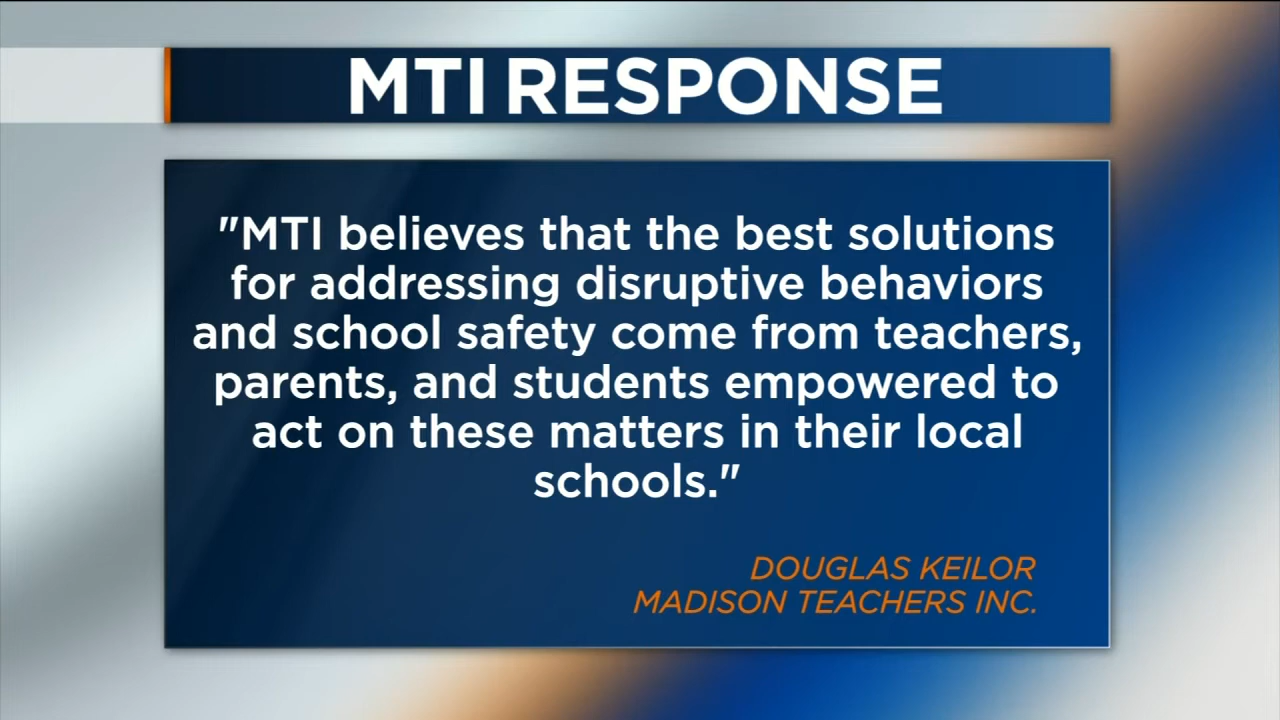 MTI RESPONSE
"MTI believes that the best solutions
for addressing disruptive behaviors
and school safety come from teachers,
parents, and students empowered to
act on these matters in their local
schools."
DOUGLAS KEILOR
MADISON TEACHERS INC.